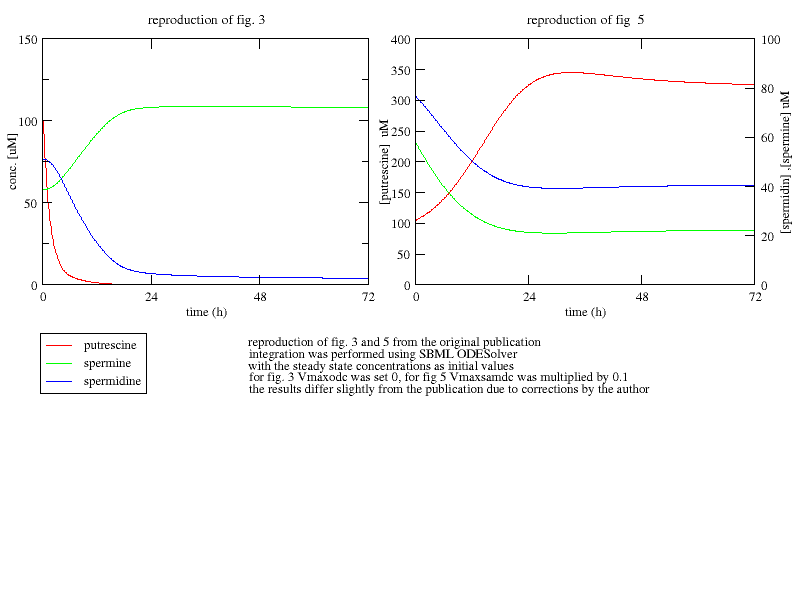 reproduction of fig. 3
150
100
50
0
conc. [uM]
0 24 48 72
time (h)
reproduction of fig 5
400
350
300
250
200
150
100
50
0
[putrescine] uM
100
80
60
40
20
0
[spermidin] ,[spermine] uM
0 24 48 72
time (h)
putrescine
spermine
spermidine
reproduction of fig. 3 and 5 from the original publication
integration was performed using SBML ODESolver
with the steady state concentrations as initial values
for fig. 3 Vmaxodc was set 0, for fig 5 Vmaxsamdc was multiplied by 0.1
the results differ slightly from the publication due to corrections by the author